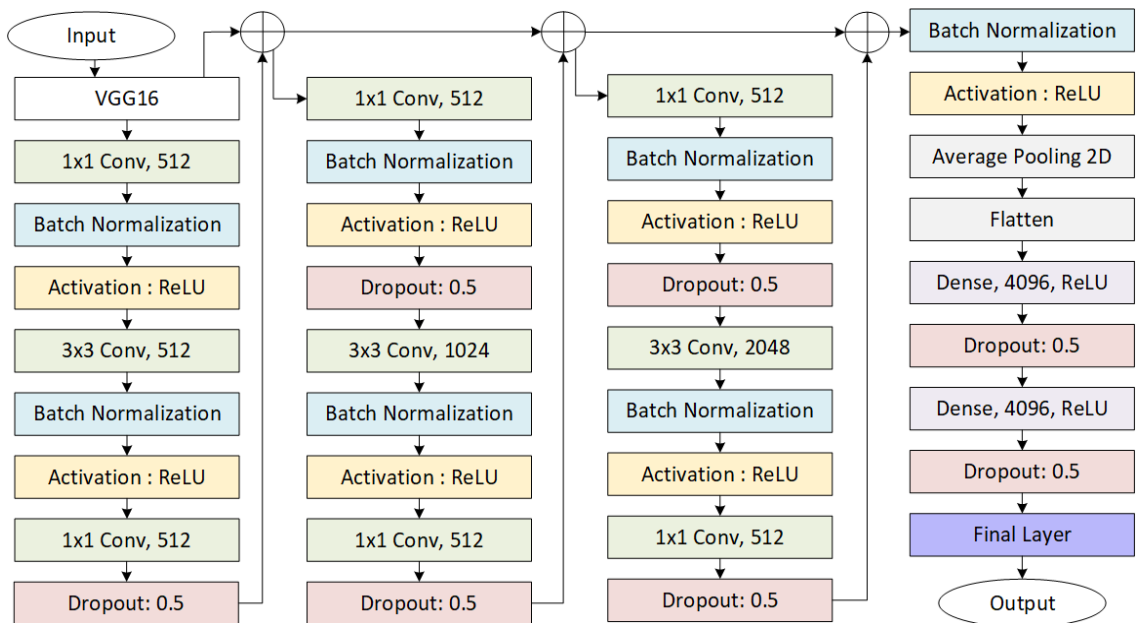 Input
VGG16
1x1 Conv, 512
Batch Normalization
Activation : ReLU
3x3 Conv, 512
Batch Normalization
Activation : ReLU
1x1 Conv, 512
Dropout: 0.5
1x1 Conv, 512
Batch Normalization
Activation : ReLU
Dropout: 0.5
3x3 Conv, 1024
Batch Normalization
Activation : ReLU
1x1 Conv, 512
Dropout: 0.5
1x1 Conv, 512
Batch Normalization
Activation : ReLU
Dropout: 0.5
3x3 Conv, 2048
Batch Normalization
Activation : ReLU
1x1 Conv, 512
Dropout: 0.5
Batch Normalization
Activation : ReLU
Average Pooling 2D
Flatten
Dense, 4096, ReLU
Dropout: 0.5
Dense, 4096, ReLU
Dropout: 0.5
Final Layer
Output